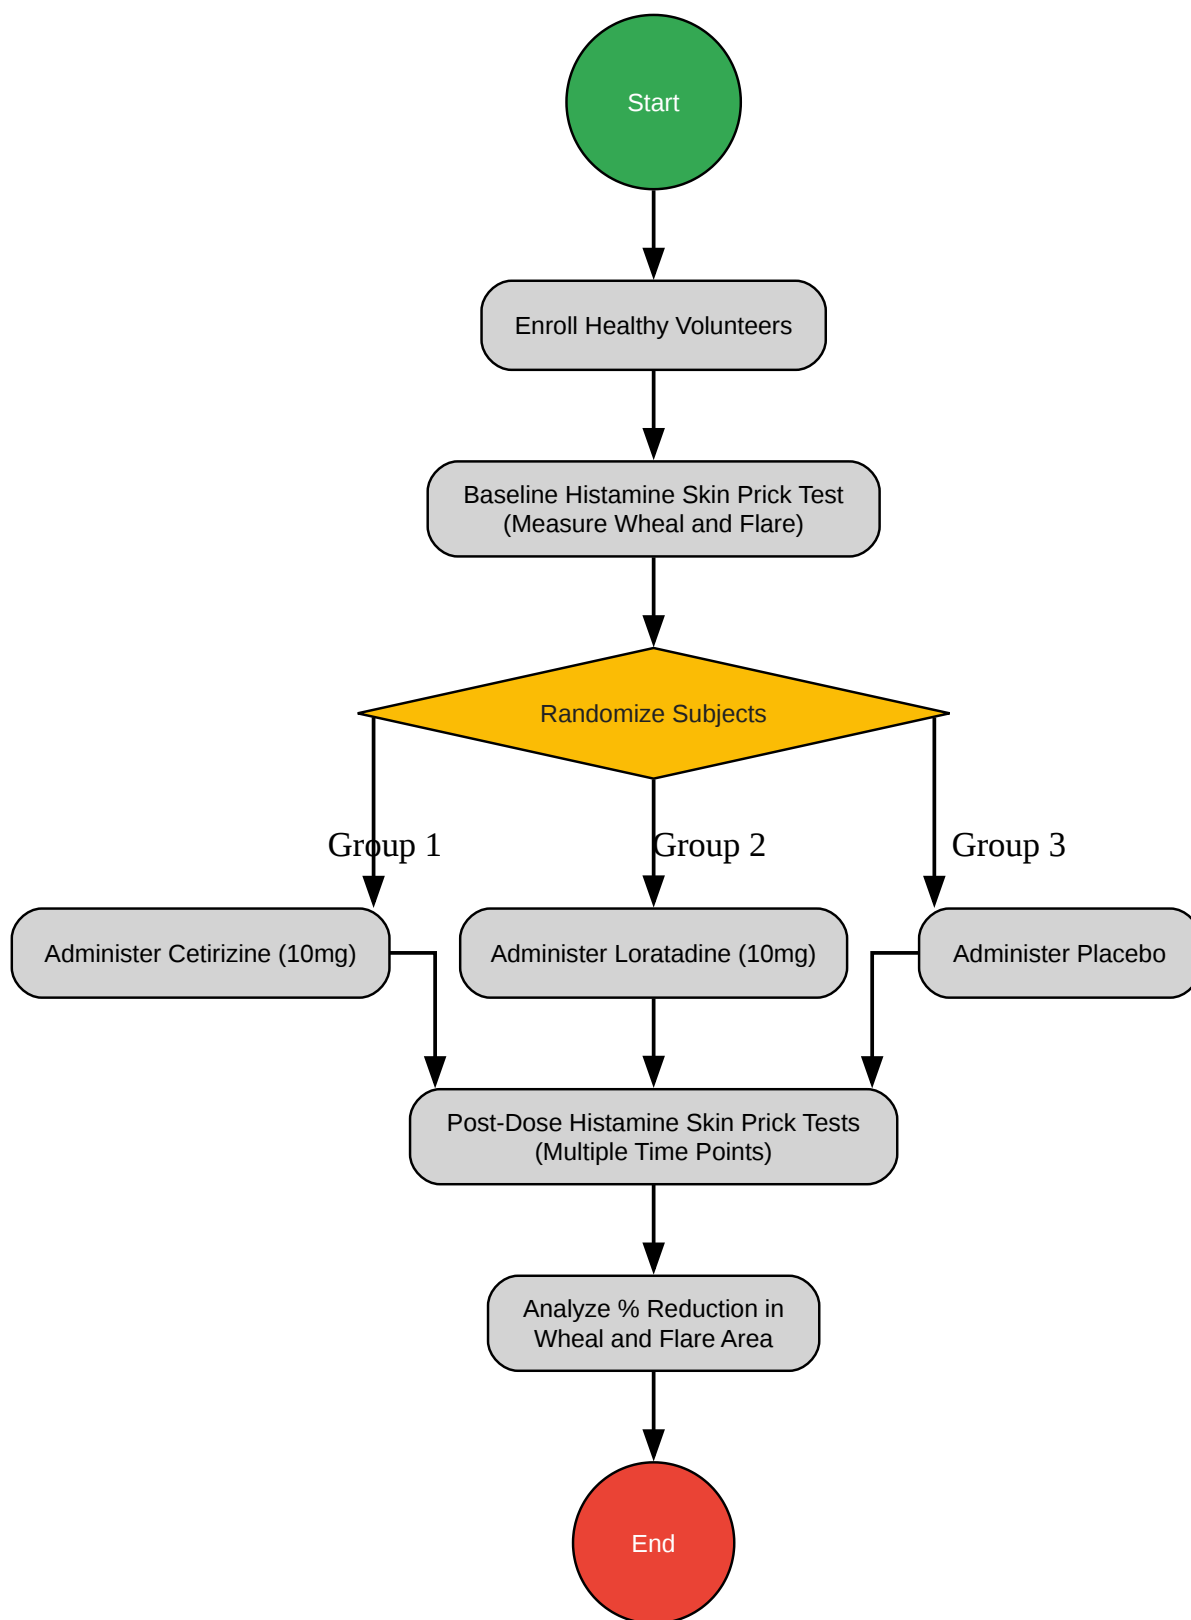 Start
Enroll Healthy Volunteers
Baseline Histamine Skin Prick Test
(Measure Wheal and Flare)
Randomize Subjects
Group 1
Group 2
Group 3
Administer Cetirizine (10mg)
Administer Loratadine (10mg)
Administer Placebo
Post-Dose Histamine Skin Prick Tests
(Multiple Time Points)
Analyze % Reduction in
Wheal and Flare Area
End